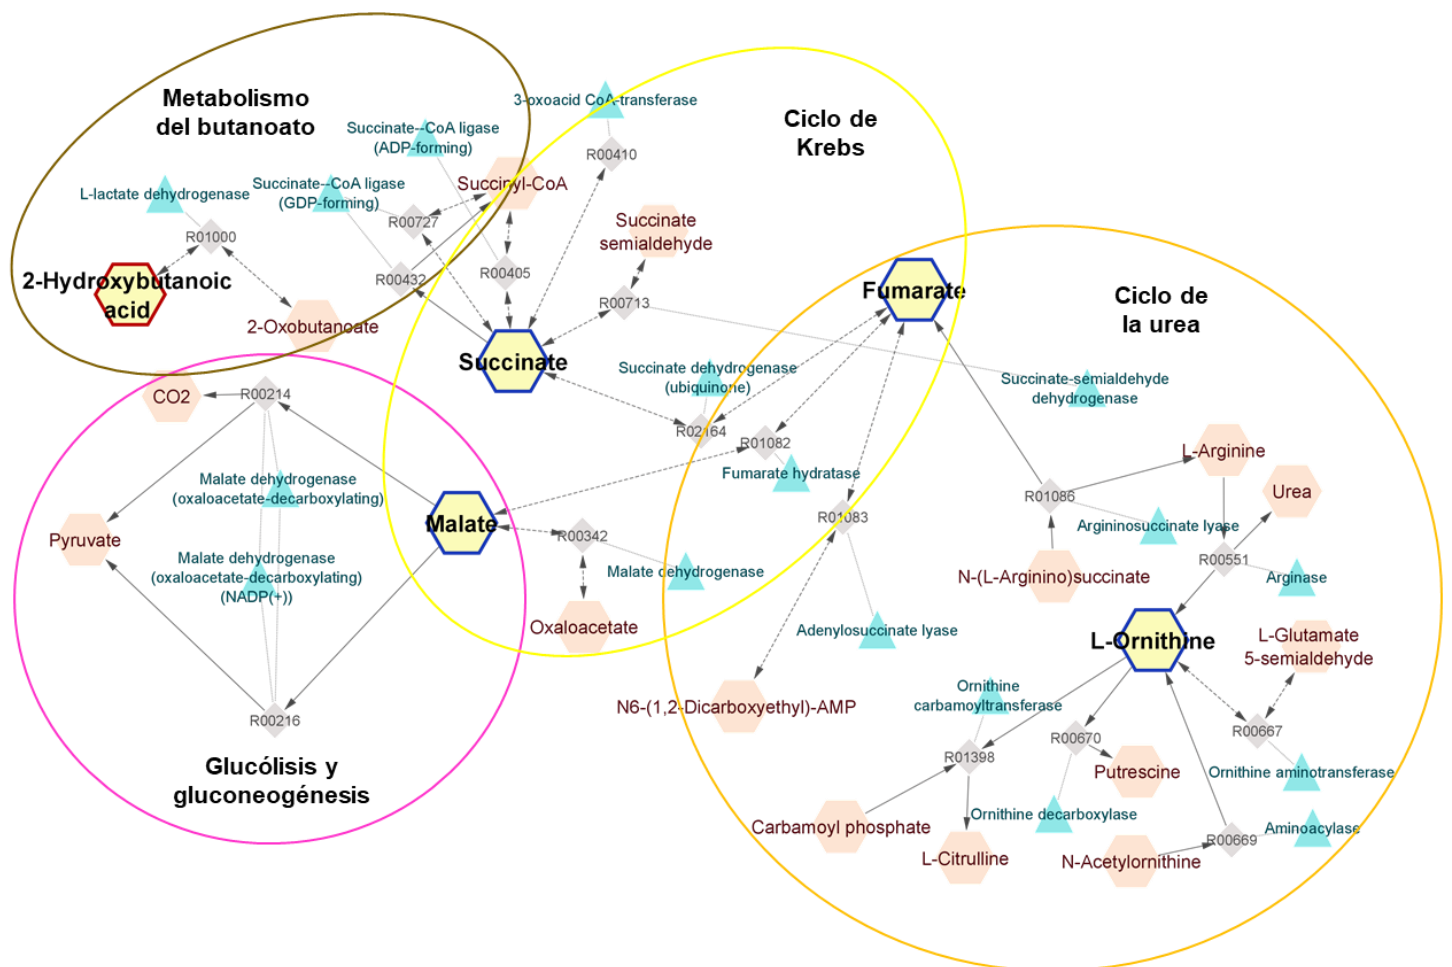 Metabolismo
del butanoato
3-oxoacid CoA-transferase
Ciclo de
Krebs
Succinate--CoA ligase
(ADP-forming)
R00410
L-lactate dehydrogenase
Succinate--CoA ligase
(GDP-forming)
Succinyl-CoA
R00727
Succinate
semialdehyde
R01000
R00432
R00405
2-Hydroxybutanoic
acid
R00713
Fumarate
Ciclo de
la urea
2-Oxobutanoate
Succinate
Succinate dehydrogenase
(ubiquinone)
Succinate-semialdehyde
dehydrogenase
CO2
R00214
R02164
R01082
Fumarate hydratase
L-Arginine
Malate dehydrogenase
(oxaloacetate-decarboxylating)
R01086
Urea
Malate
R01083
Argininosuccinate lyase
Pyruvate
R00342
Malate dehydrogenase
(oxaloacetate-decarboxylating)
(NADP(+))
Malate dehydrogenase
N-(L-Arginino)succinate
R00551
Arginase
Oxaloacetate
Adenylosuccinate lyase
L-Ornithine
L-Glutamate
5-semialdehyde
N6-(1,2-Dicarboxyethyl)-AMP
Ornithine
carbamoyltransferase
R00216
R00670
R00667
R01398
Putrescine
Ornithine aminotransferase
Glucólisis y
gluconeogénesis
Carbamoyl phosphate
Ornithine decarboxylase
Aminoacylase
R00669
L-Citrulline
N-Acetylornithine